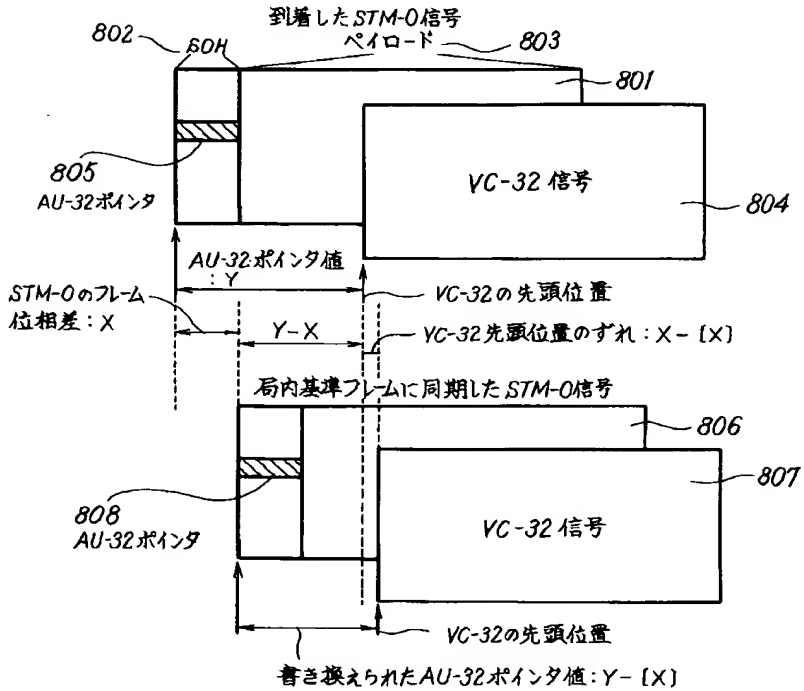 到着したSTM-0信号
802
SOH
ペイロード
803
801
805
AU-32ポインタ
VC-32信号
804
AU-32ポインタ値
:Y
STM-0のフレーム
位相差:X
VC-32の先頭位置
Y-X
VC-32先頭位置のずれ:X-[X]
局内基準フレームに同期したSTM-0信号
806
807
808
AU-32ポインタ
VC-32信号
VC-32の先頭位置
書き換えられたAU-32ポインタ値:Y-[X]